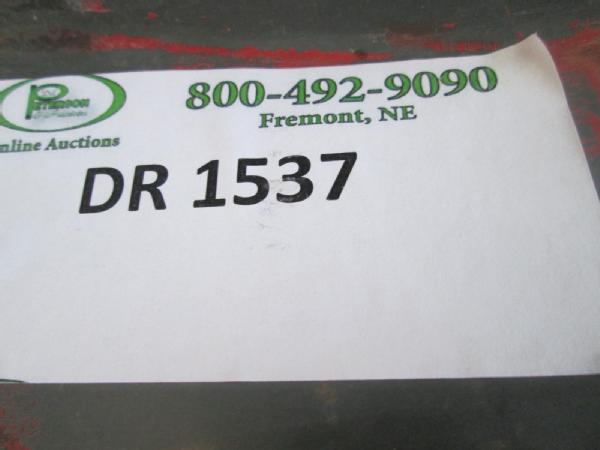 800-492-9090
Fremont, NE
nline Auctions
DR 1537